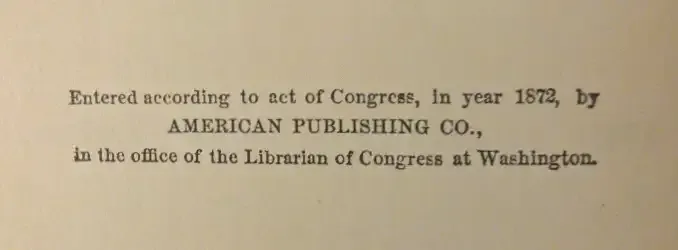 Entered according to act of Congress, in year 1872, by
AMERICAN PUBLISHING CO.,
in the office of the Librarian of Congress at Washington.